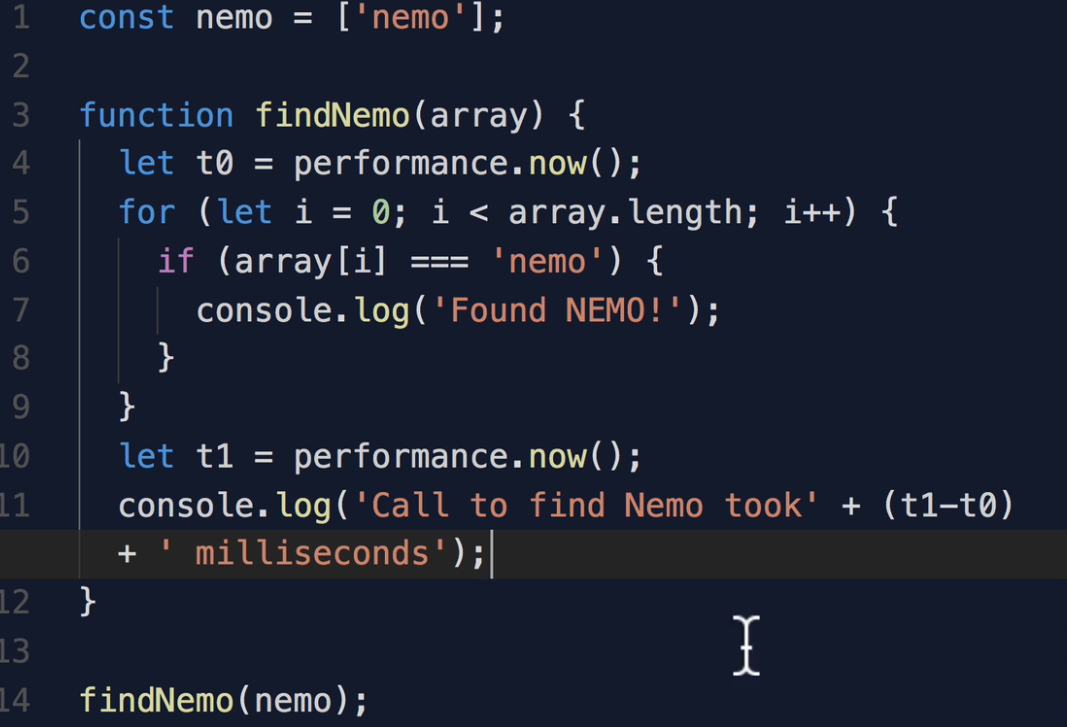 1 const nemo = ['nemo'];
2
3 function findNemo(array) {
4   let t0 = performance.now();
5   for (let i = 0; i < array.length; i++) {
6     if (array[i] === 'nemo') {
7       console.log('Found NEMO!');
8     }
9   }
10   let t1 = performance.now();
11   console.log('Call to find Nemo took' + (t1-t0)
  + ' milliseconds');
12 }
13
14 findNemo(nemo);